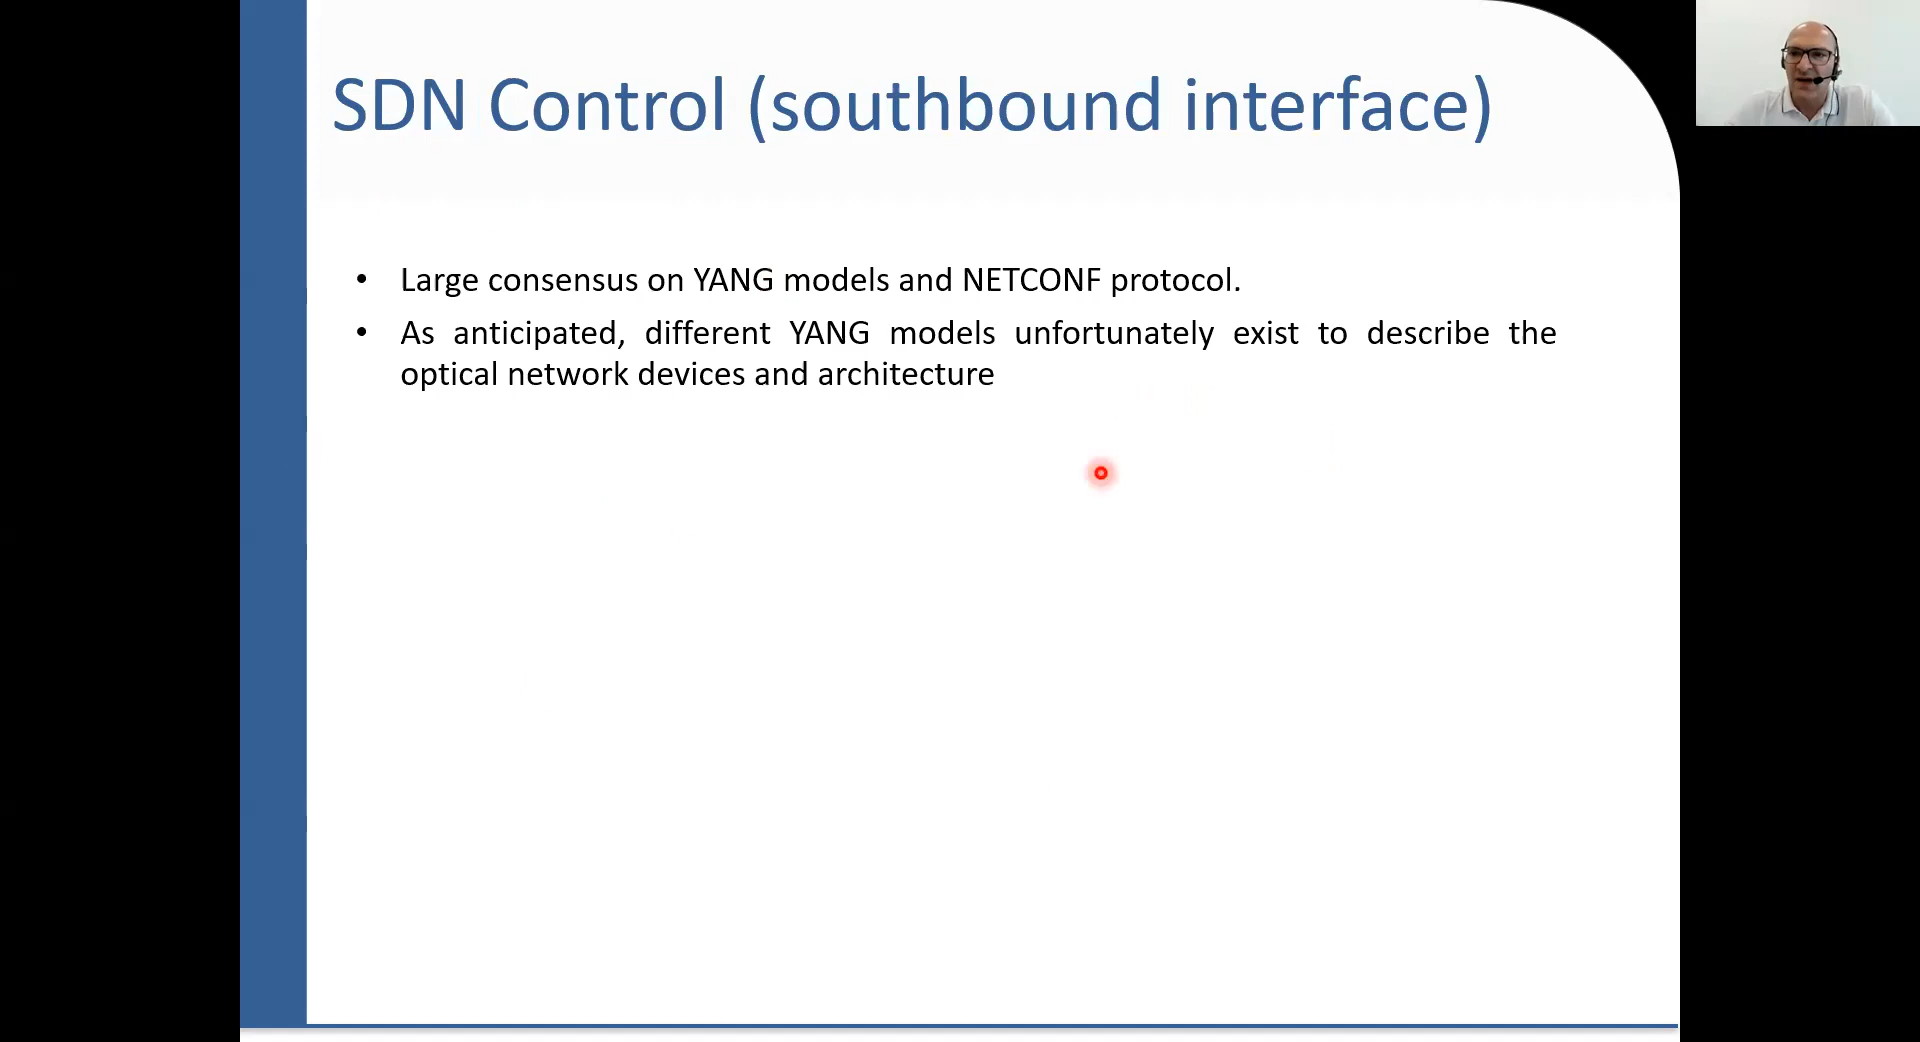 SDN Control (southbound interface)
• Large consensus on YANG models and NETCONF protocol.
• As anticipated, different YANG models unfortunately exist to describe the
optical network devices and architecture